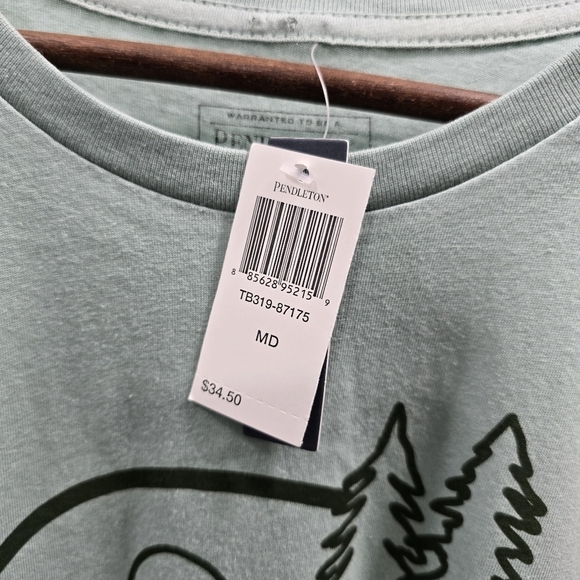 WARRANTED TO BE A
PENDLETON®
8 85628 95215 9
TB319-87175
MD
$34.50